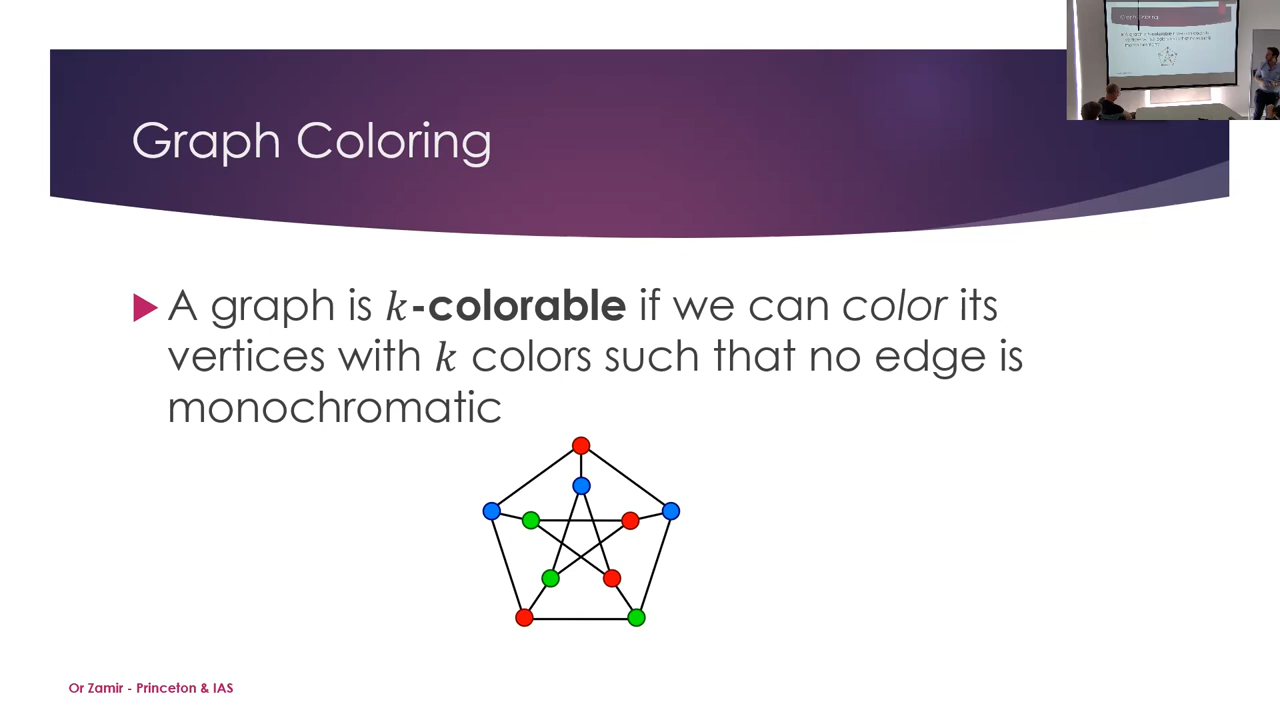 Graph Coloring
A graph is k-colorable if we can color its
vertices with k colors such that no edge is
monochromatic
Or Zamir - Princeton & IAS